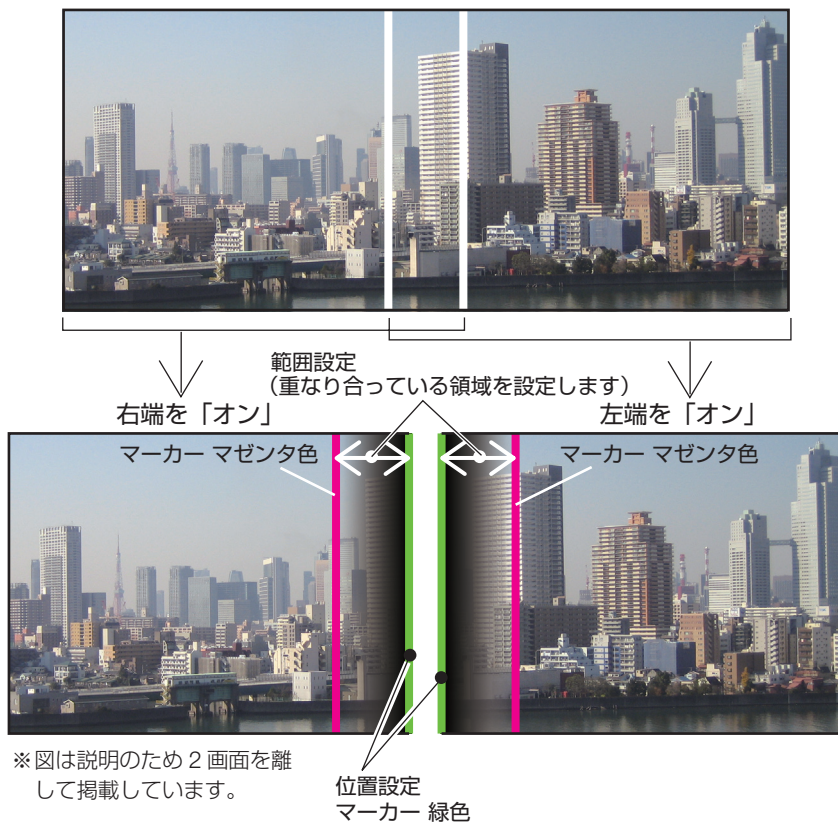 範囲設定
（重なり合っている領域を設定します）
右端を「オン」
左端を「オン」
マーカー マゼンタ色
マーカー マゼンタ色
※図は説明のため 2 画面を離
して掲載しています。
位置設定
マーカー 緑色